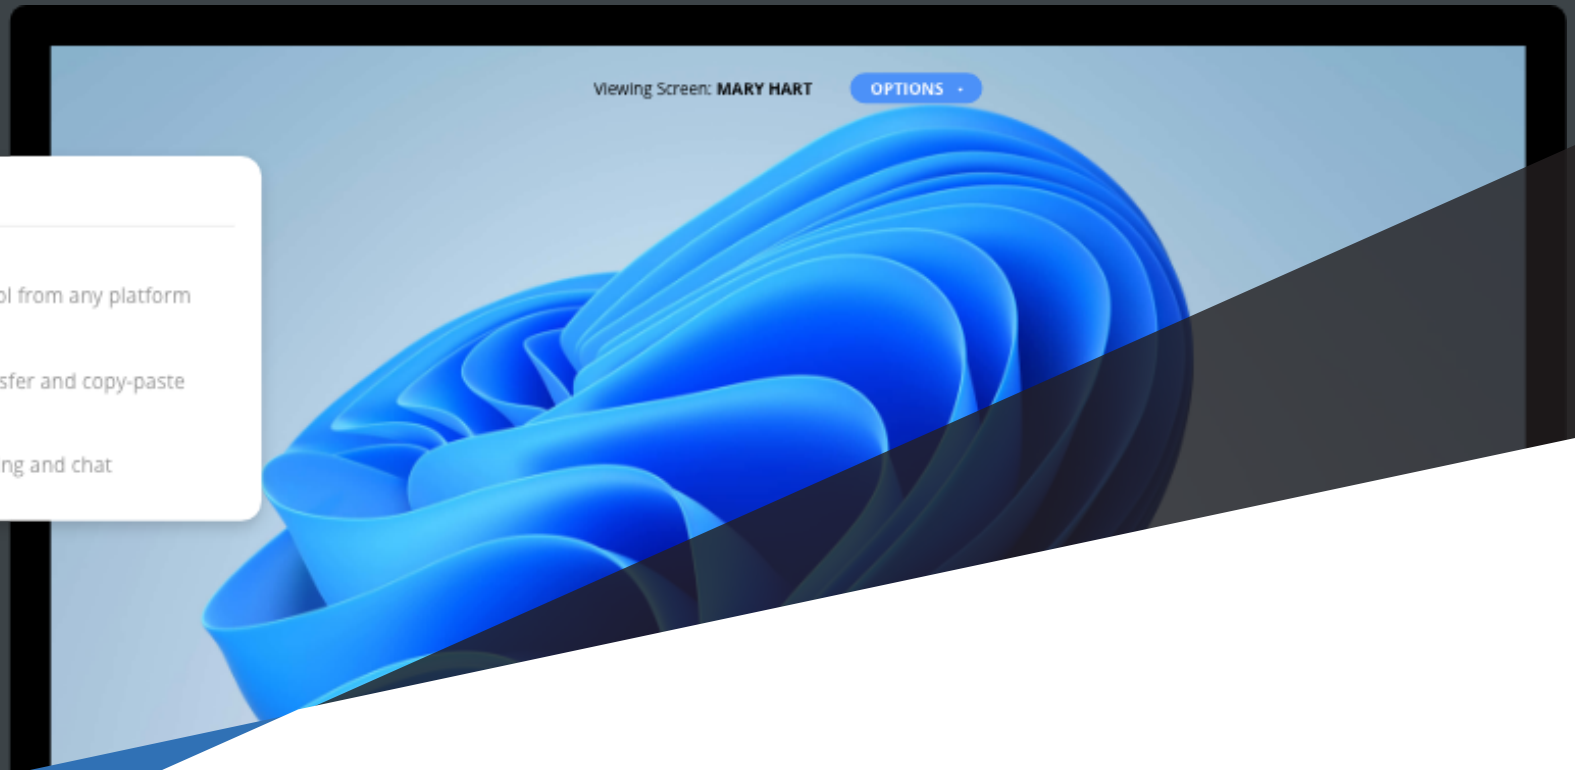 Viewing Screen: MARY HART OPTIONS
from any platform
and copy-paste
and chat